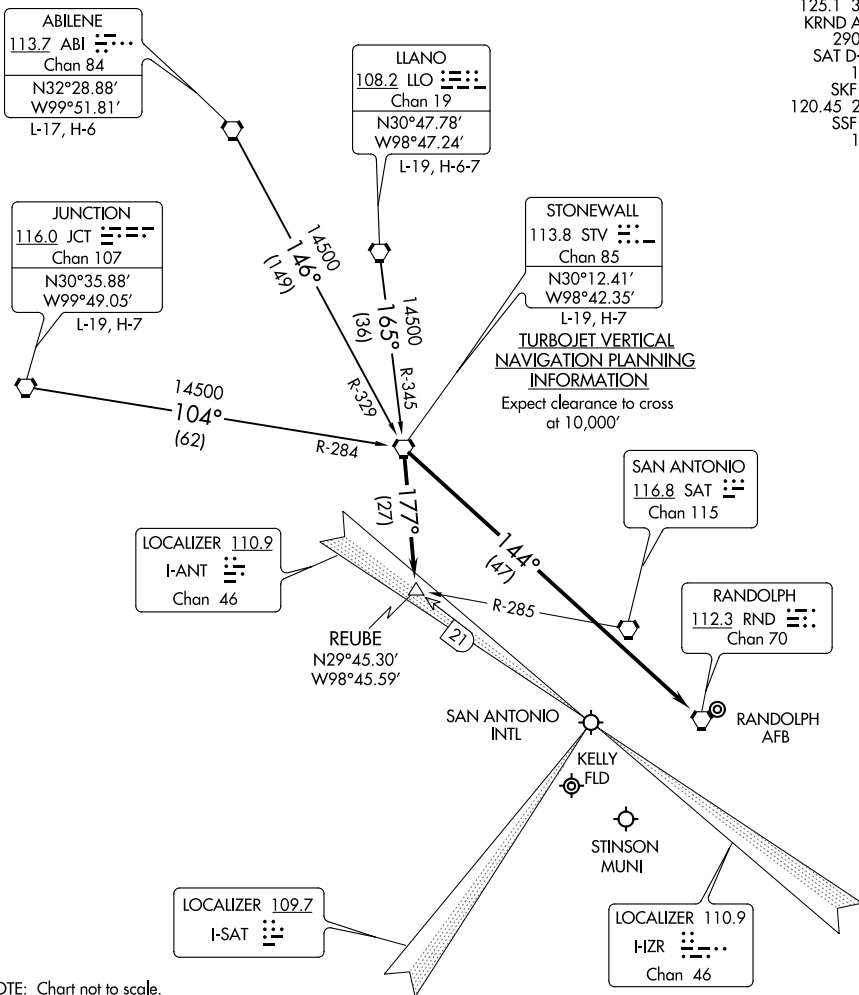 ABILENE
113.7 ABI
Chan 84
N32°28.88'
W99°51.81'
L-17, H-6
LLANO
108.2 LLO
Chan 19
N30°47.78'
W98°47.24'
L-19, H-6-7
125.1 3
KRND A
290
SAT D-
1
SKF
120.45 2
SSF
1
JUNCTION
116.0 JCT
Chan 107
N30°35.88'
W99°49.05'
L-19, H-7
STONEWALL
113.8 STV
Chan 85
N30°12.41'
W98°42.35'
L-19, H-7
TURBOJET VERTICAL
NAVIGATION PLANNING
INFORMATION
Expect clearance to cross
at 10,000'
14500
146°
(149)
R-329
14500
165°
(36)
R-345
14500
104°
(62)
R-284
177°
(27)
144°
(47)
SAN ANTONIO
116.8 SAT
Chan 115
LOCALIZER 110.9
I-ANT
Chan 46
R-285
21
REUBE
N29°45.30'
W98°45.59'
RANDOLPH
112.3 RND
Chan 70
SAN ANTONIO
INTL
RANDOLPH
AFB
KELLY
FLD
STINSON
MUNI
LOCALIZER 109.7
I-SAT
LOCALIZER 110.9
I-IZR
Chan 46
OTE: Chart not to scale.